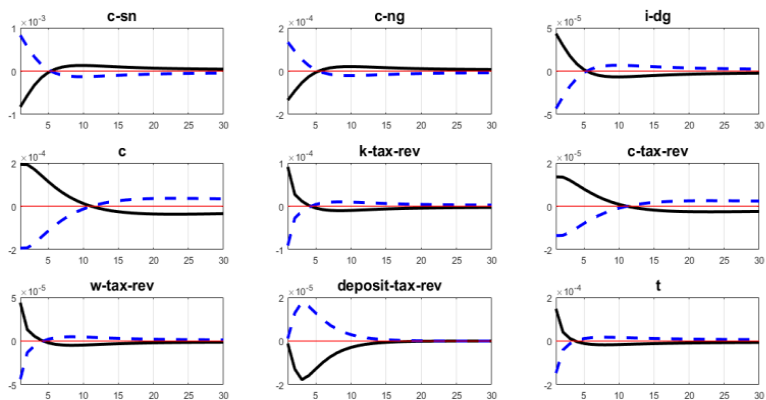 c-sn c-ng i-dg
1 ×10⁻³ 2 ×10⁻⁴ 5 ×10⁻⁵
0 0 0
-1 -2 -5
5 10 15 20 25 30 5 10 15 20 25 30 5 10 15 20 25 30
c k-tax-rev c-tax-rev
2 ×10⁻⁴ 1 ×10⁻⁴ 2 ×10⁻⁵
0 0 0
-2 -1 -2
5 10 15 20 25 30 5 10 15 20 25 30 5 10 15 20 25 30
w-tax-rev deposit-tax-rev t
5 ×10⁻⁵ 2 ×10⁻⁵ 2 ×10⁻⁴
0 0 0
-5 -2 -2
5 10 15 20 25 30 5 10 15 20 25 30 5 10 15 20 25 30